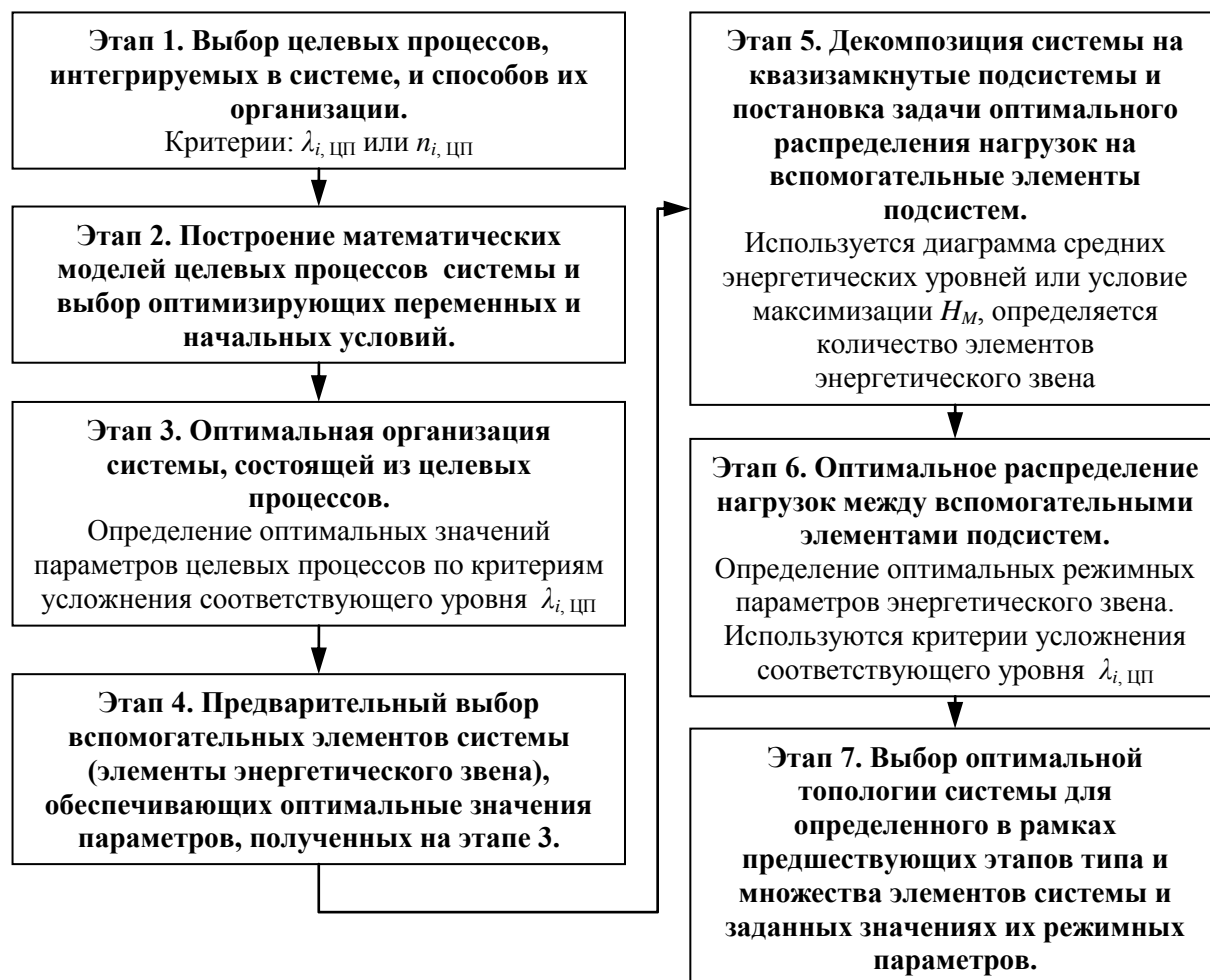 Этап 1. Выбор целевых процессов,
интегрируемых в системе, и способов их
организации.
Критерии: λi, ЦП или ni, ЦП
Этап 2. Построение математических
моделей целевых процессов системы и
выбор оптимизирующих переменных и
начальных условий.
Этап 3. Оптимальная организация
системы, состоящей из целевых
процессов.
Определение оптимальных значений
параметров целевых процессов по критериям
усложнения соответствующего уровня λi, ЦП
Этап 4. Предварительный выбор
вспомогательных элементов системы
(элементы энергетического звена),
обеспечивающих оптимальные значения
параметров, полученных на этапе 3.
Этап 5. Декомпозиция системы на
квазизамкнутые подсистемы и
постановка задачи оптимального
распределения нагрузок на
вспомогательные элементы
подсистем.
Используется диаграмма средних
энергетических уровней или условие
максимизации HM, определяется
количество элементов
энергетического звена
Этап 6. Оптимальное распределение
нагрузок между вспомогательными
элементами подсистем.
Определение оптимальных режимных
параметров энергетического звена.
Используются критерии усложнения
соответствующего уровня λi, ЦП
Этап 7. Выбор оптимальной
топологии системы для
определенного в рамках
предшествующих этапов типа и
множества элементов системы и
заданных значениях их режимных
параметров.